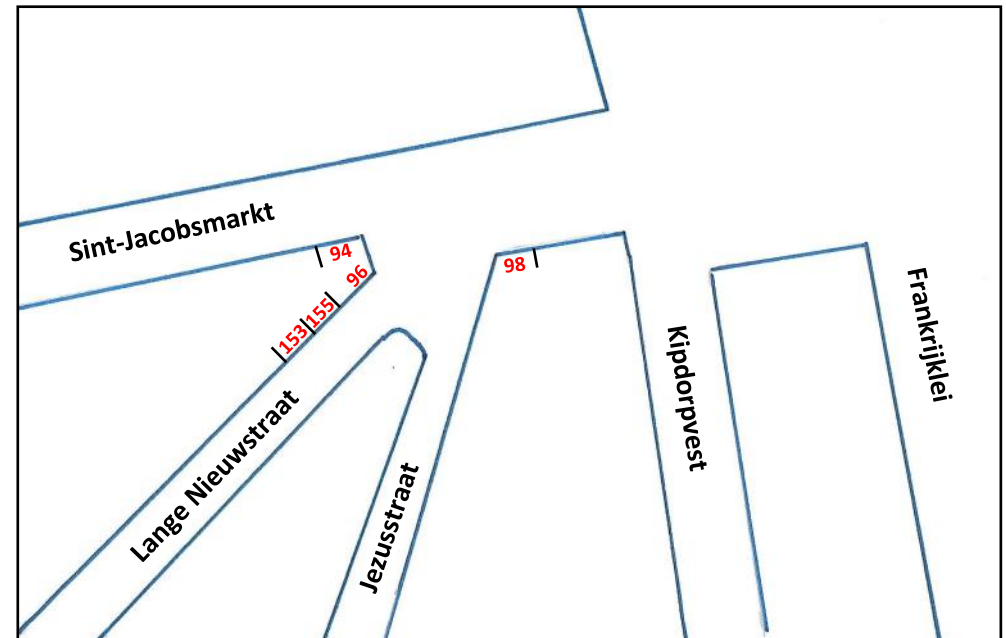 Sint-Jacobsmarkt
94
96
98
155
153
Lange Nieuwstraat
Jezusstraat
Kipdorpvest
Frankrijklei